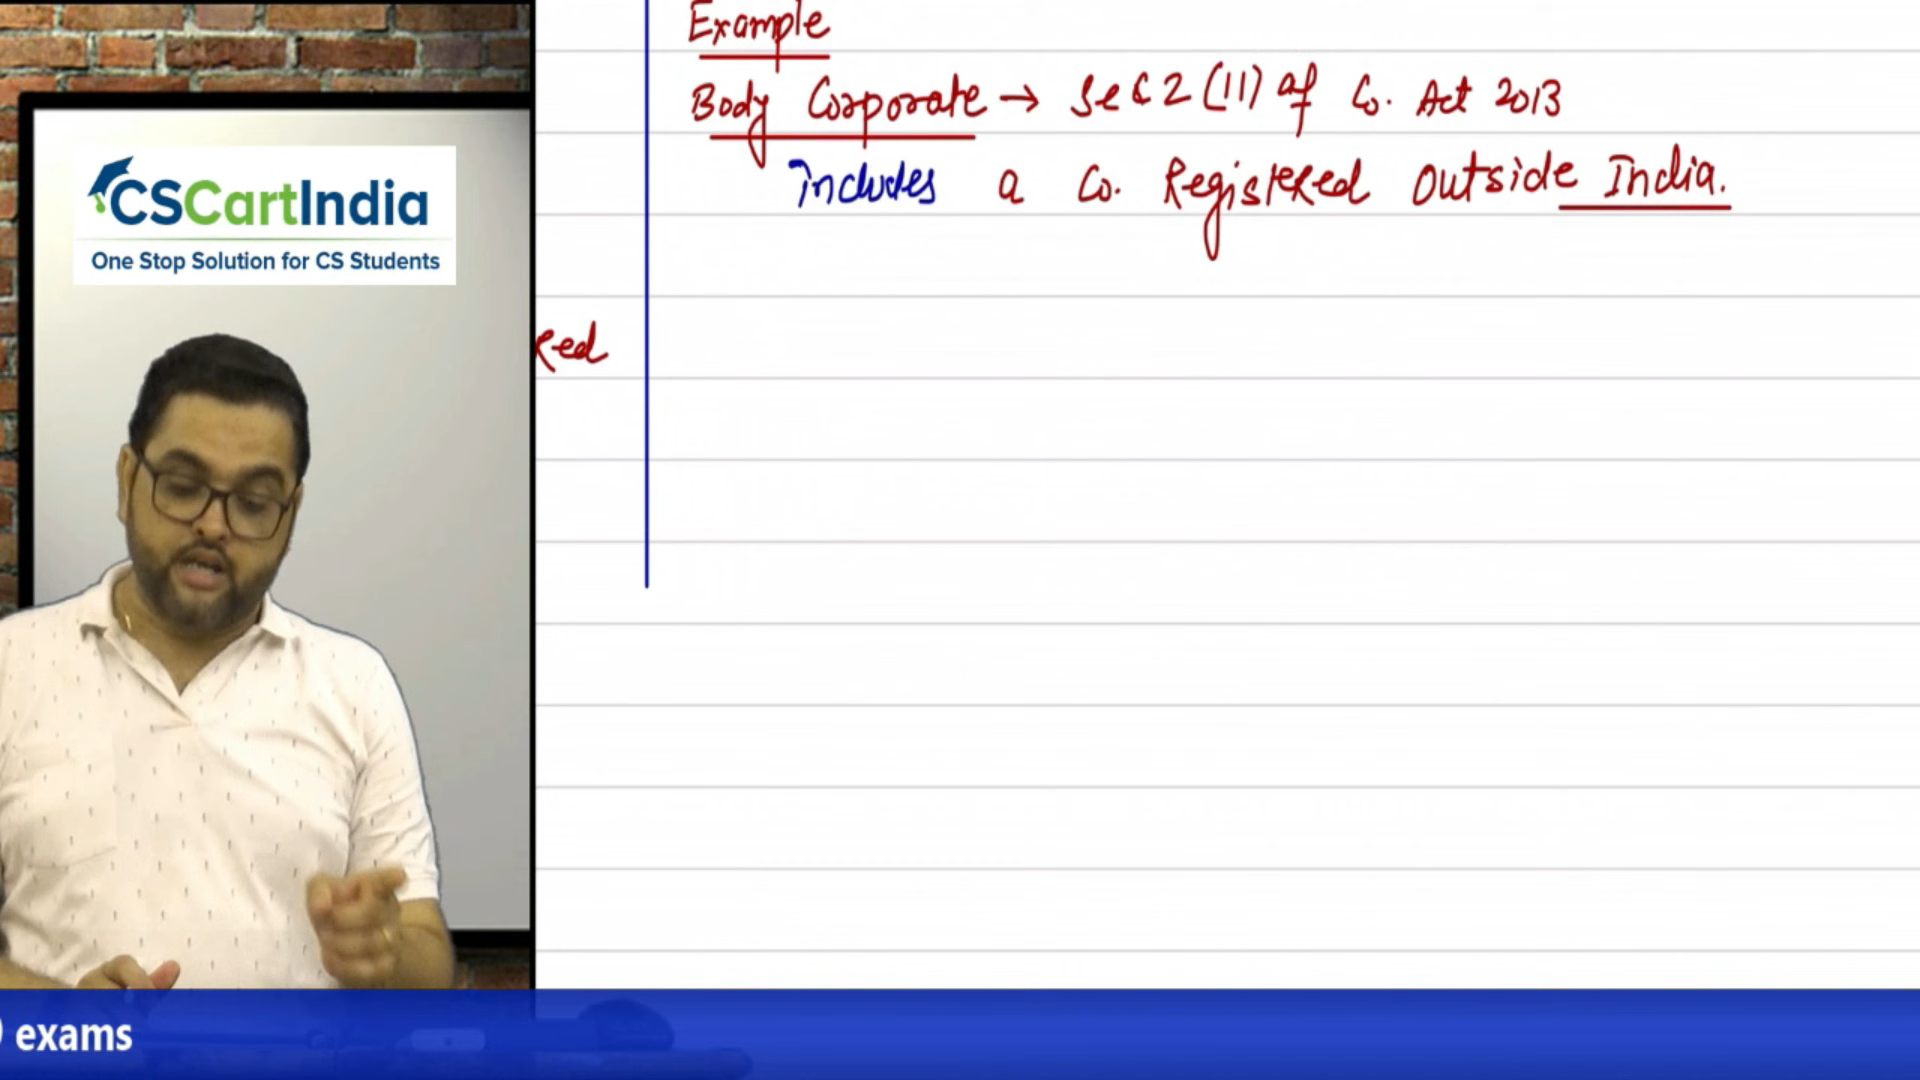 Example
Body Corporate → Sec 2 (11) of Co. Act 2013
Includes a Co. Registered Outside India.
CSCartIndia
One Stop Solution for CS Students
red
exams